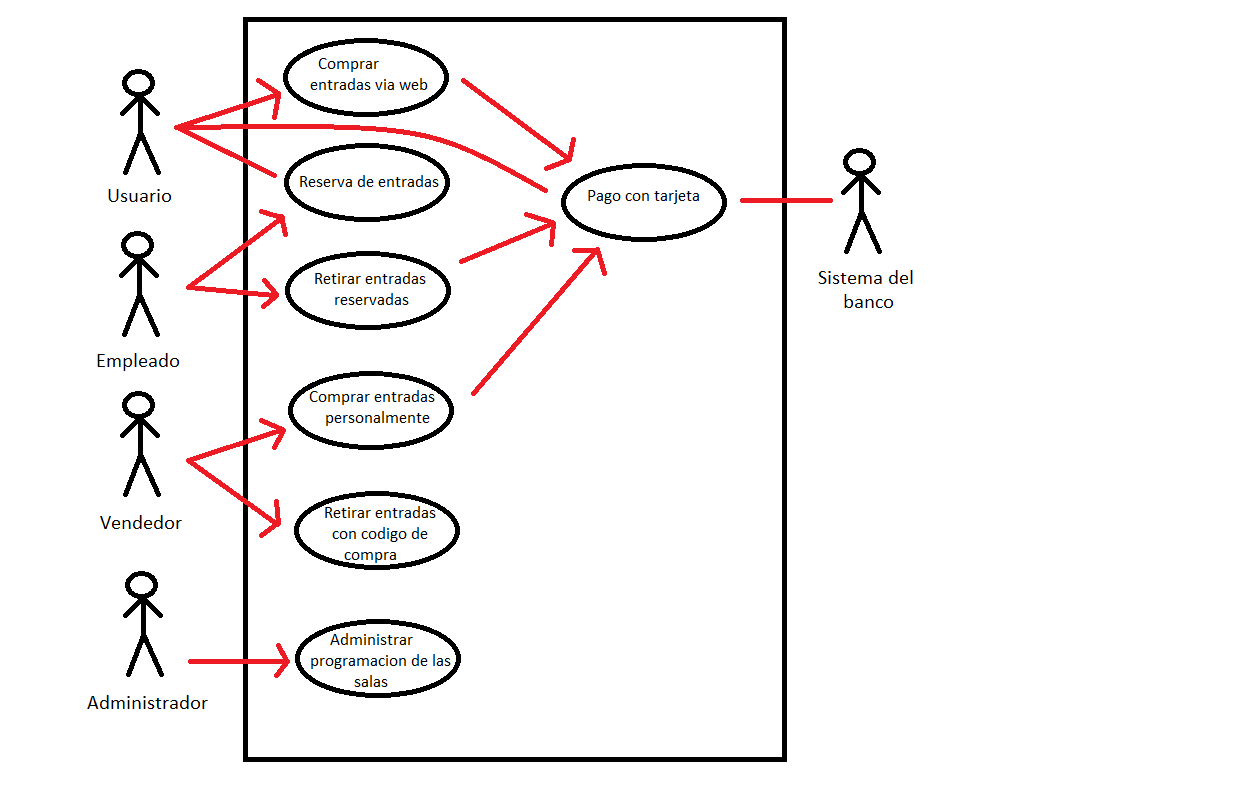 Comprar
entradas via web
Reserva de entradas
Usuario
Pago con tarjeta
Retirar entradas
reservadas
Sistema del
banco
Empleado
Comprar entradas
personalmente
Vendedor
Retirar entradas
con codigo de
compra
Administrar
programacion de las
salas
Administrador